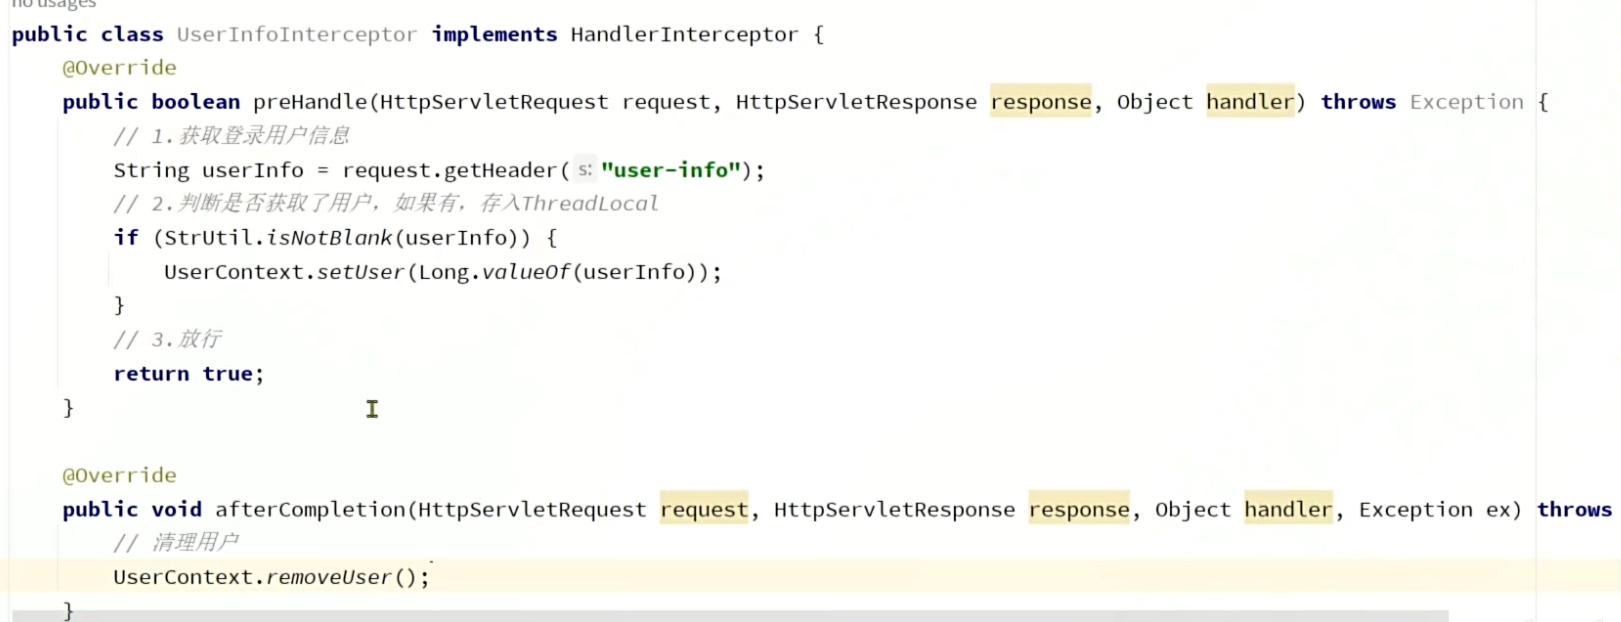 no usages
public class UserInfoInterceptor implements HandlerInterceptor {
@Override
public boolean preHandle(HttpServletRequest request, HttpServletResponse response, Object handler) throws Exception {
// 1.获取登录用户信息
String userInfo = request.getHeader( s: "user-info");
// 2.判断是否获取了用户，如果有，存入ThreadLocal
if (StrUtil.isNotBlank(userInfo)) {
UserContext.setUser(Long.valueOf(userInfo));
}
// 3.放行
return true;
}
@Override
public void afterCompletion(HttpServletRequest request, HttpServletResponse response, Object handler, Exception ex) throws
// 清理用户
UserContext.removeUser();
}